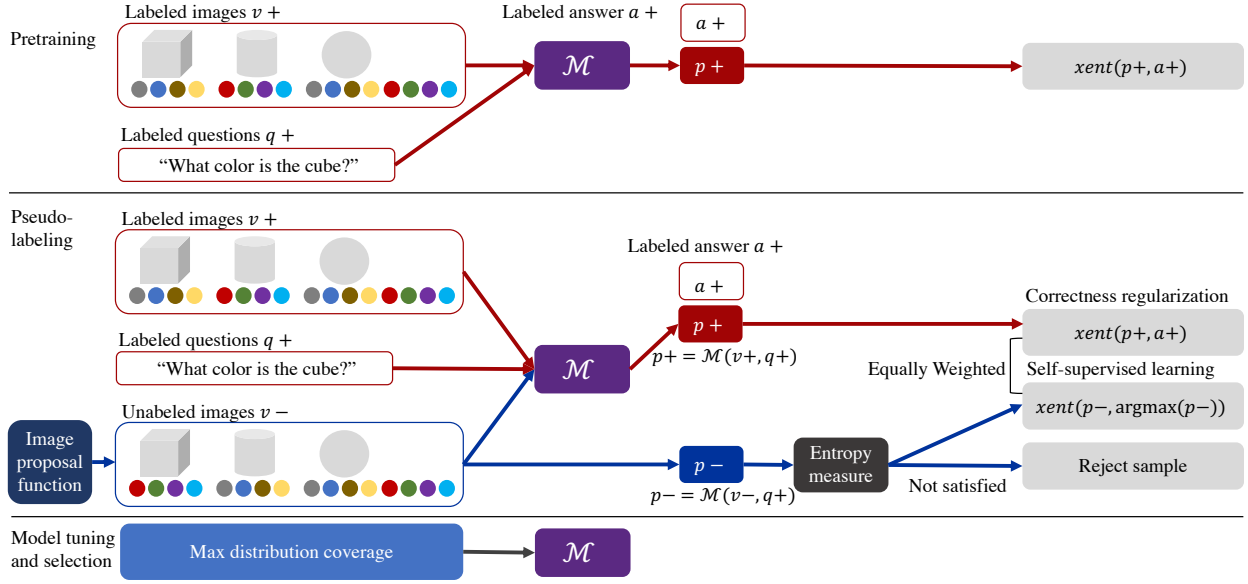 Pretraining
Labeled images v +
Labeled questions q +
“What color is the cube?”
ℳ
Labeled answer a +
a +
p +
xent(p+, a+)
Pseudo-
labeling
Labeled images v +
Labeled questions q +
“What color is the cube?”
Unabeled images v −
Image
proposal
function
ℳ
Labeled answer a +
a +
p +
p+ = ℳ(v+, q+)
p −
p− = ℳ(v−, q+)
Entropy
measure
Correctness regularization
xent(p+, a+)
Equally Weighted
Self-supervised learning
xent(p−, argmax(p−))
Reject sample
Not satisfied
Model tuning
and selection
Max distribution coverage
ℳ